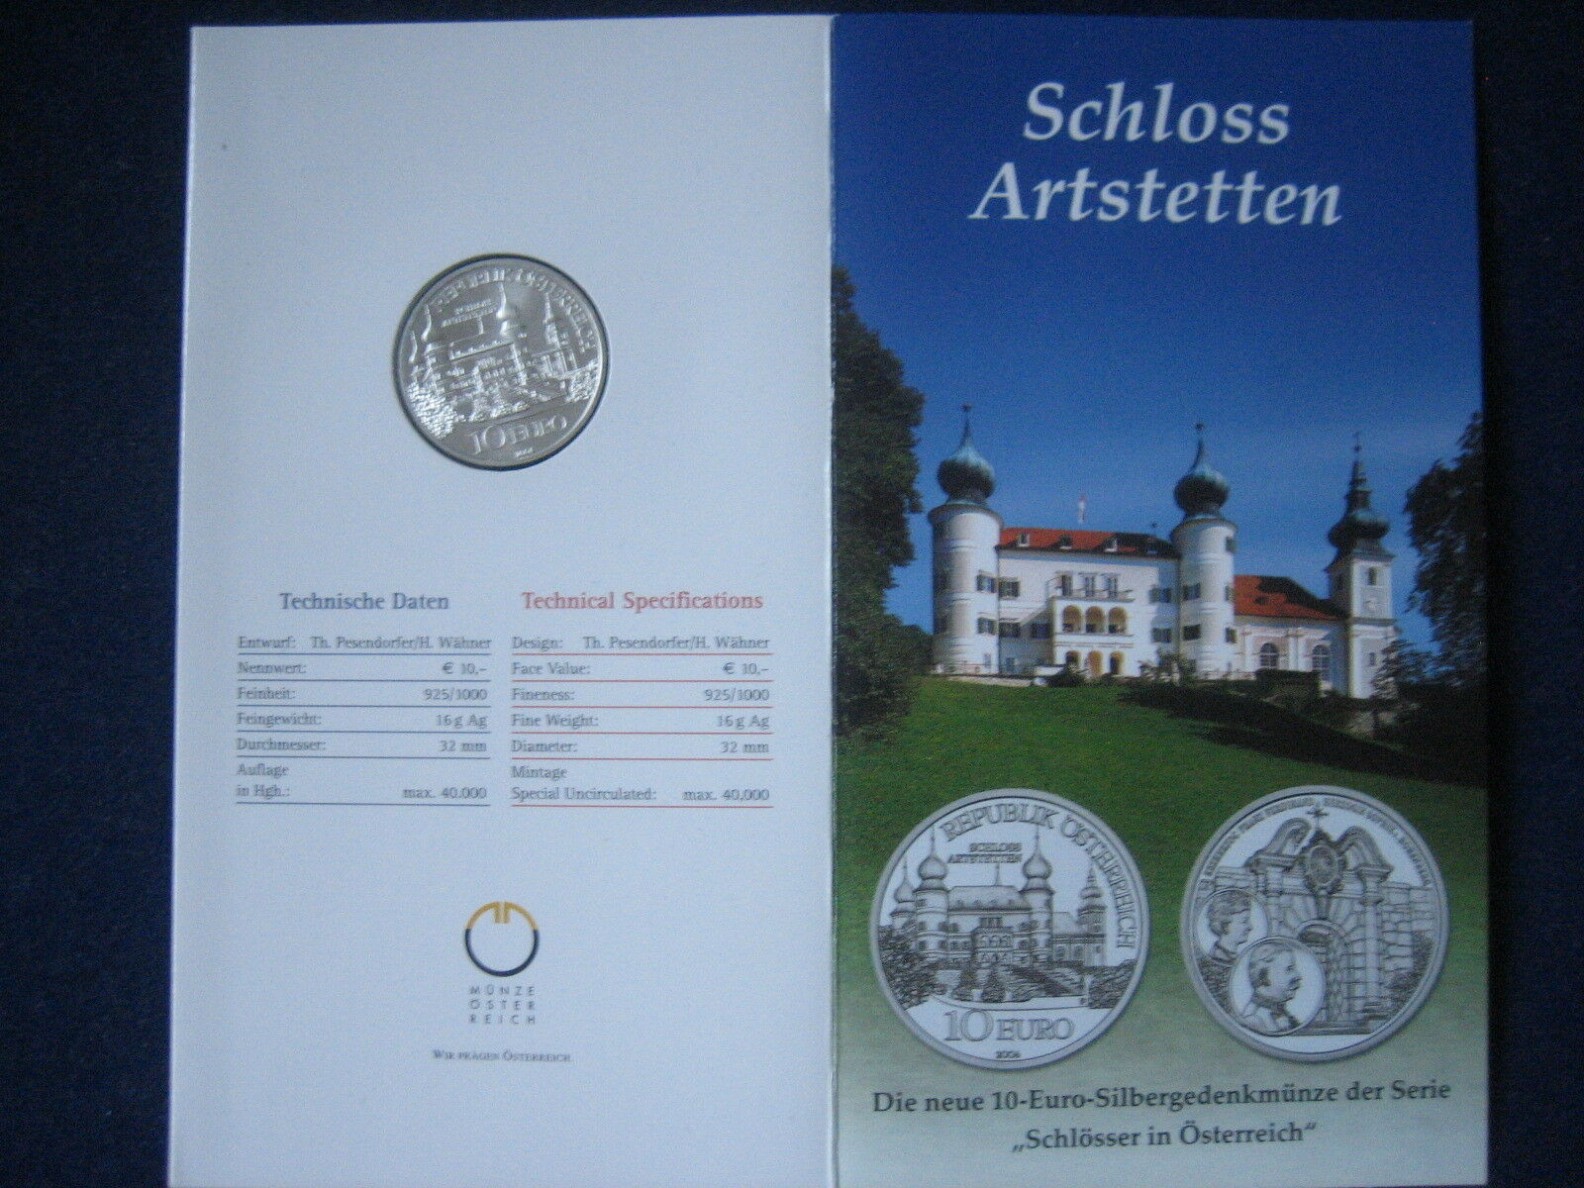 REPUBLIK ÖSTERREICH
SCHLOSS
ARTSTETTEN
10 EURO
Technische Daten
Entwurf: Th. Pesendorfer/H. Wähner
Nennwert: € 10,-
Feinheit: 925/1000
Feingewicht: 16 g Ag
Durchmesser: 32 mm
Auflage
in Hgh.: max. 40.000
Technical Specifications
Design: Th. Pesendorfer/H. Wähner
Face Value: € 10,-
Fineness: 925/1000
Fine Weight: 16 g Ag
Diameter: 32 mm
Mintage
Special Uncirculated: max. 40,000
MÜNZE
ÖSTER
REICH
WIR PRÄGEN ÖSTERREICH
Schloss
Artstetten
REPUBLIK ÖSTERREICH
SCHLOSS
ARTSTETTEN
10 EURO
2004
Die neue 10-Euro-Silbergedenkmünze der Serie
„Schlösser in Österreich“